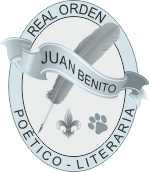 REAL ORDEN
JUAN BENITO
POÉTICO - LITERARIA